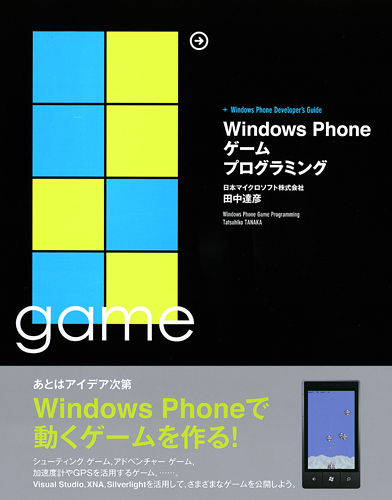 + Windows Phone Developer's Guide
Windows Phone
ゲーム
プログラミング
日本マイクロソフト株式会社
田中達彦
Windows Phone Game Programming
Tatsuhiko TANAKA
game
あとはアイデア次第
Windows Phoneで
動くゲームを作る!
シューティング ゲーム、アドベンチャー ゲーム、
加速度計やGPSを活用するゲーム、……。
Visual Studio、XNA、Silverlightを活用して、さまざまなゲームを公開しよう。